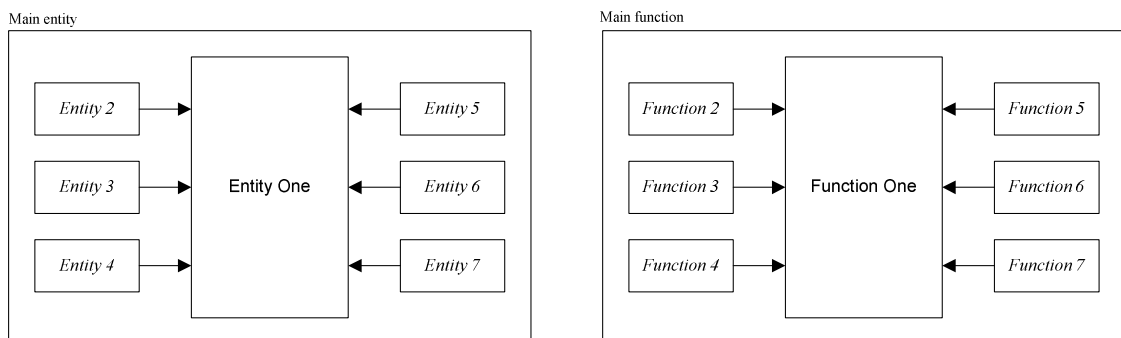 Main entity
Entity 2
Entity 3
Entity 4
Entity One
Entity 5
Entity 6
Entity 7
Main function
Function 2
Function 3
Function 4
Function One
Function 5
Function 6
Function 7